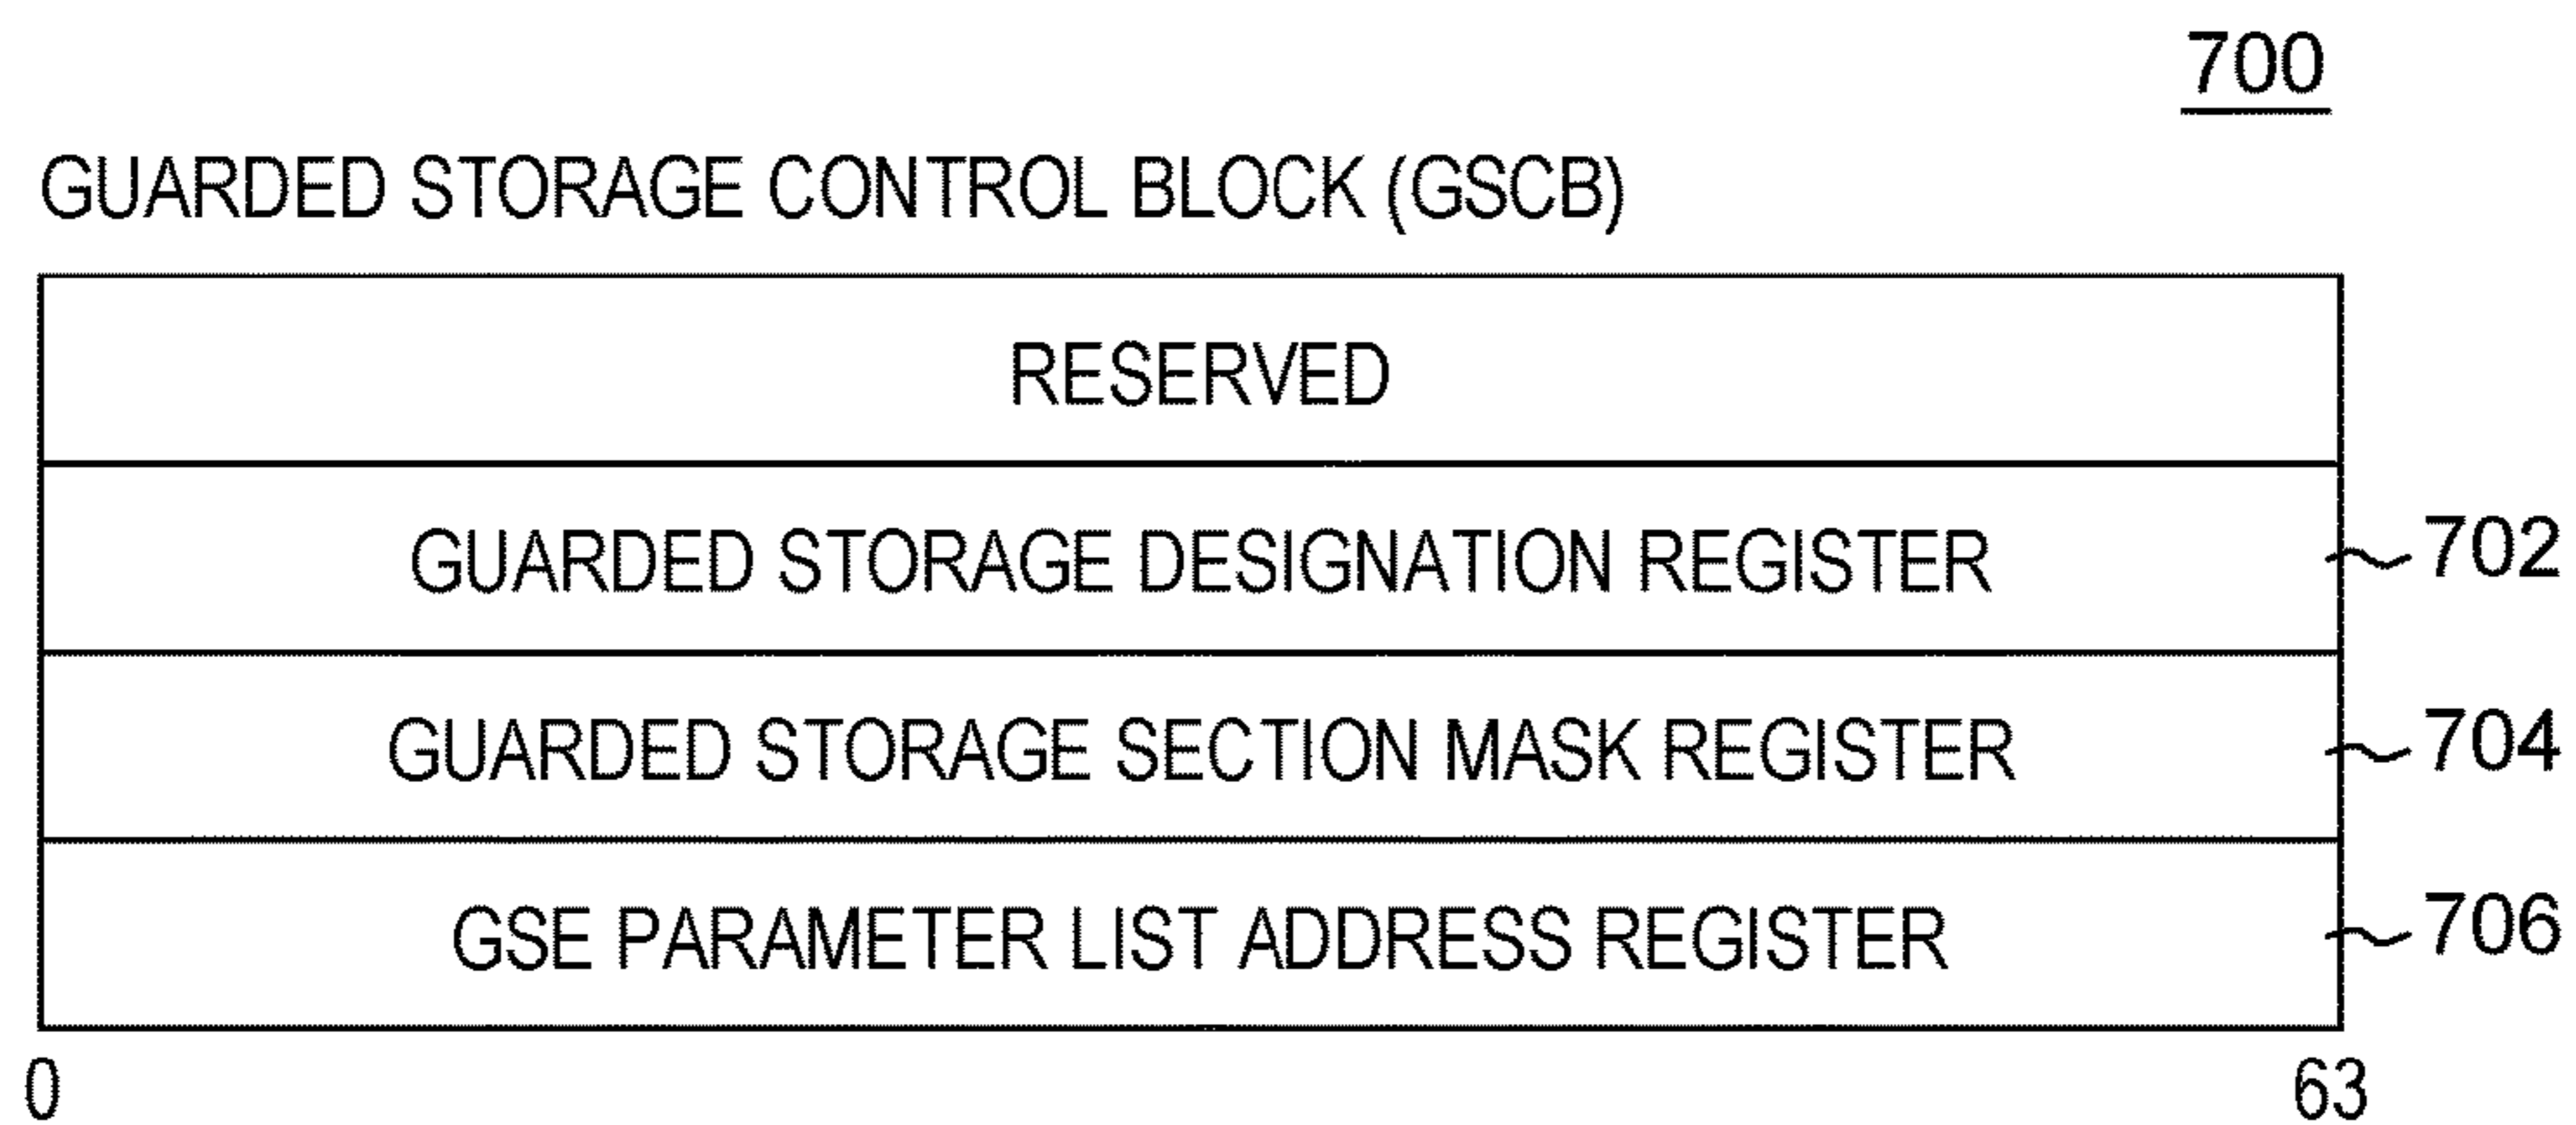 700
GUARDED STORAGE CONTROL BLOCK (GSCB)
RESERVED
GUARDED STORAGE DESIGNATION REGISTER 702
GUARDED STORAGE SECTION MASK REGISTER 704
GSE PARAMETER LIST ADDRESS REGISTER 706
0 63